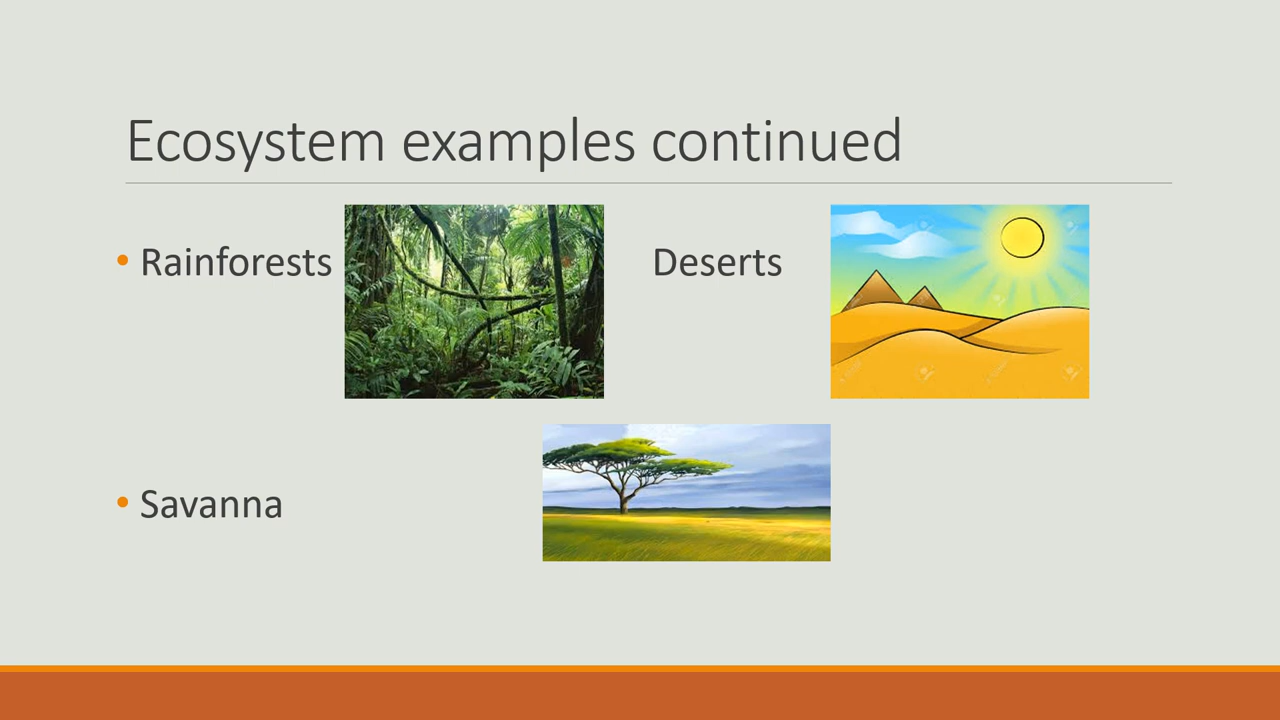 Ecosystem examples continued
• Rainforests Deserts
• Savanna